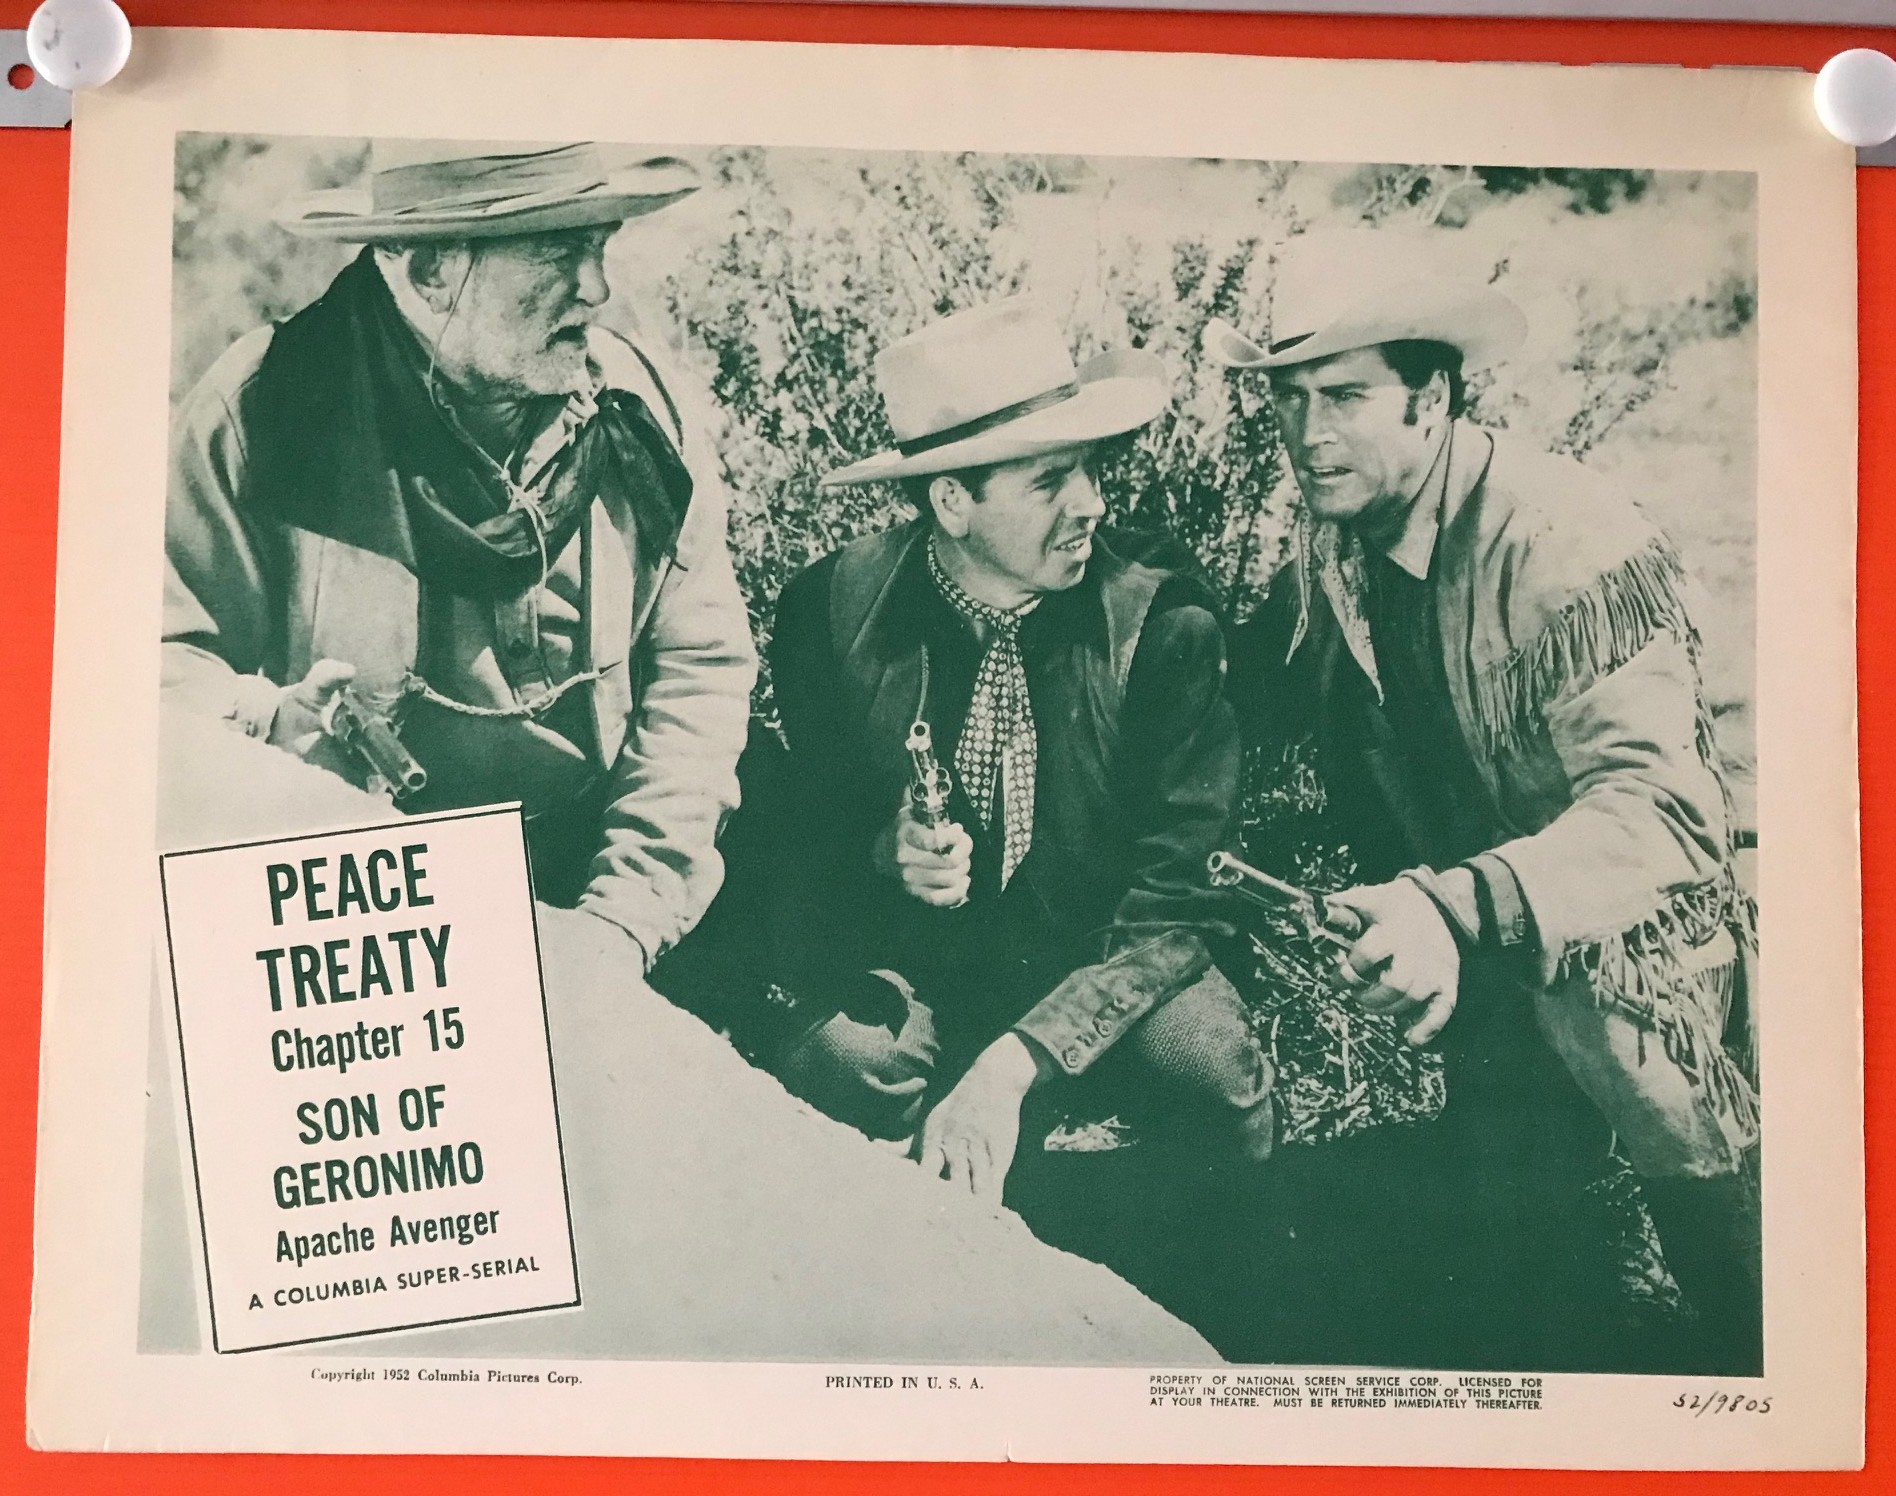 PEACE
TREATY
Chapter 15
SON OF
GERONIMO
Apache Avenger
A COLUMBIA SUPER-SERIAL
Copyright 1952 Columbia Pictures Corp.
PRINTED IN U. S. A.
PROPERTY OF NATIONAL SCREEN SERVICE CORP. LICENSED FOR
DISPLAY IN CONNECTION WITH THE EXHIBITION OF THIS PICTURE
AT YOUR THEATRE. MUST BE RETURNED IMMEDIATELY THEREAFTER.
52/9805